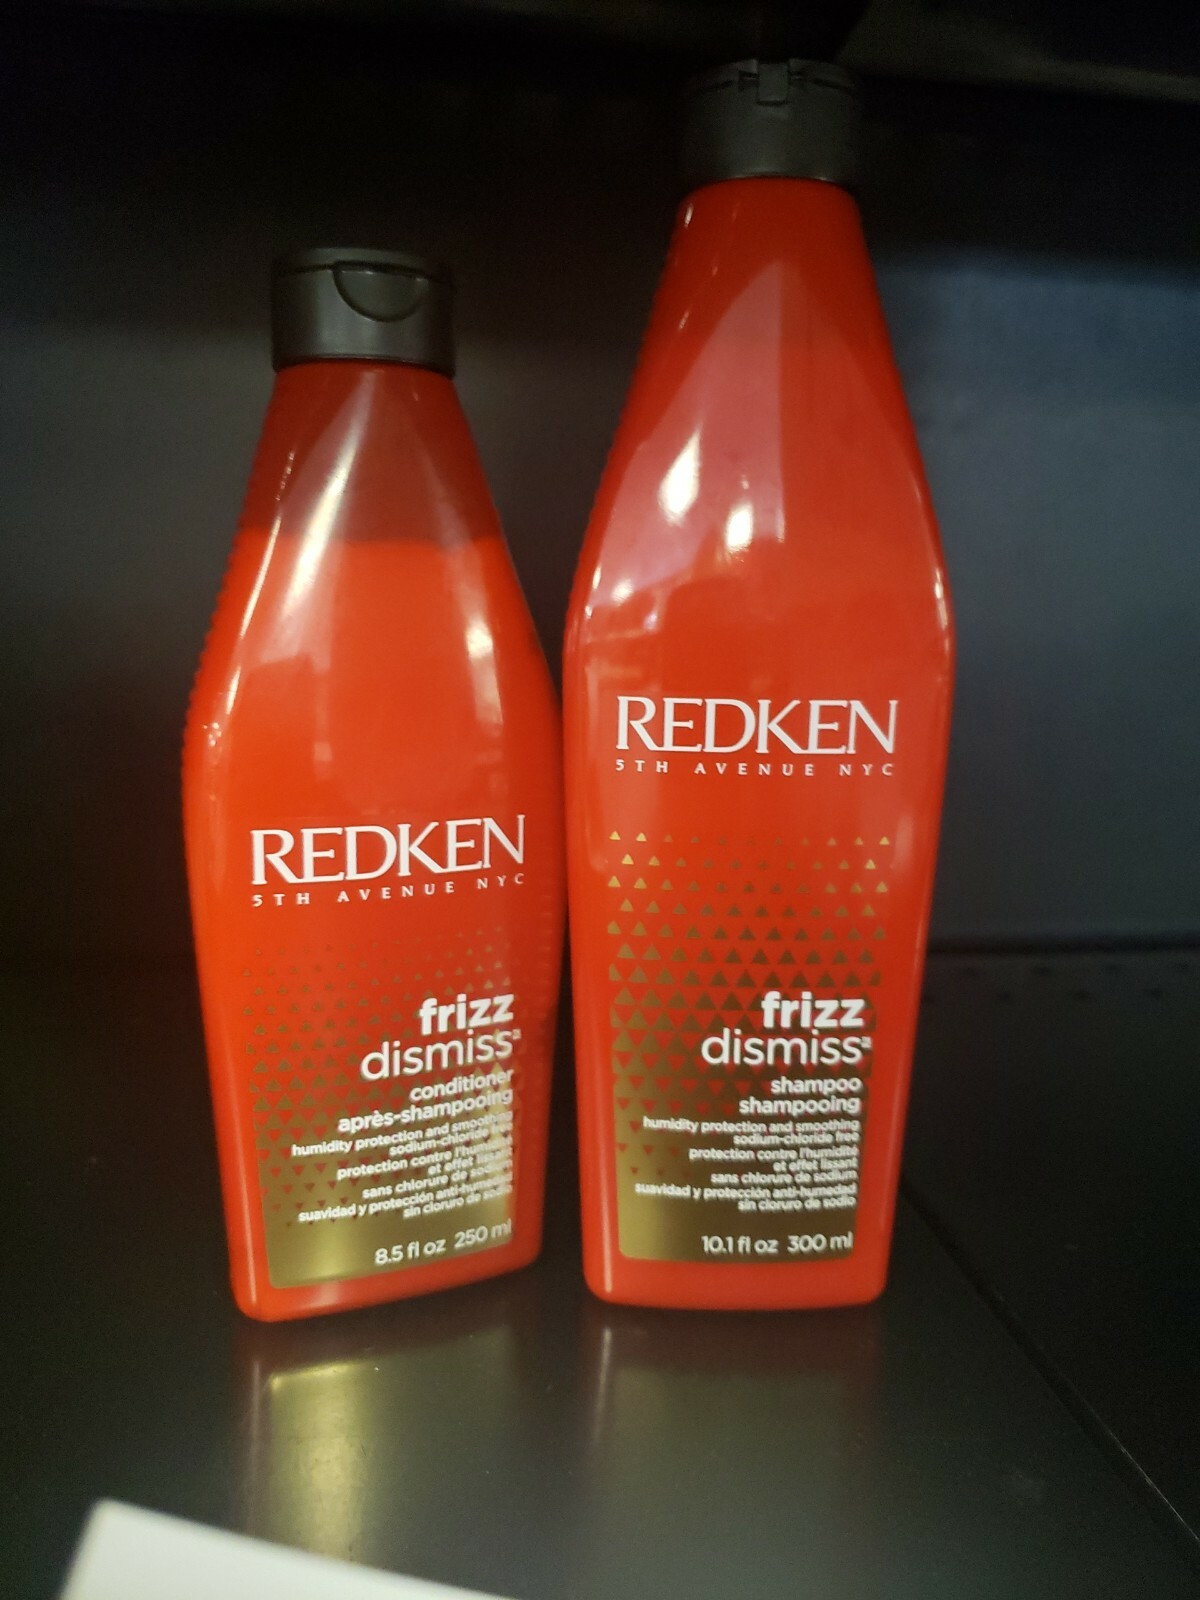 REDKEN
5TH AVENUE NYC
frizz
dismiss
conditioner
après-shampooing
humidity protection and smoothing
sodium-chloride free
protection contre l'humidité
et effet lissant
sans chlorure de sodium
suavidad y protección anti-humedad
sin cloruro de sodio
8.5 fl oz 250 ml
REDKEN
5TH AVENUE NYC
frizz
dismiss
shampoo
shampooing
humidity protection and smoothing
sodium-chloride free
protection contre l'humidité
et effet lissant
sans chlorure de sodium
suavidad y protección anti-humedad
sin cloruro de sodio
10.1 fl oz 300 ml